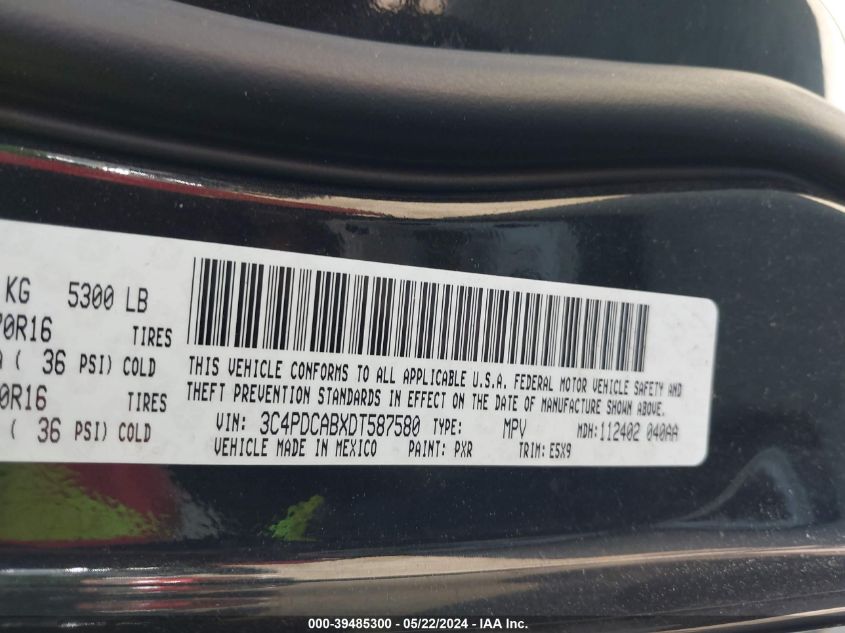 KG 5300 LB
70R16 TIRES
( 36 PSI) COLD
0R16 TIRES
( 36 PSI) COLD
THIS VEHICLE CONFORMS TO ALL APPLICABLE U.S.A. FEDERAL MOTOR VEHICLE SAFETY AND
THEFT PREVENTION STANDARDS IN EFFECT ON THE DATE OF MANUFACTURE SHOWN ABOVE.
VIN: 3C4PDCABXDT587580 TYPE: MPV MDH:112402 040AA
VEHICLE MADE IN MEXICO PAINT: PXR TRIM: E5X9
000-39485300 - 05/22/2024 - IAA Inc.